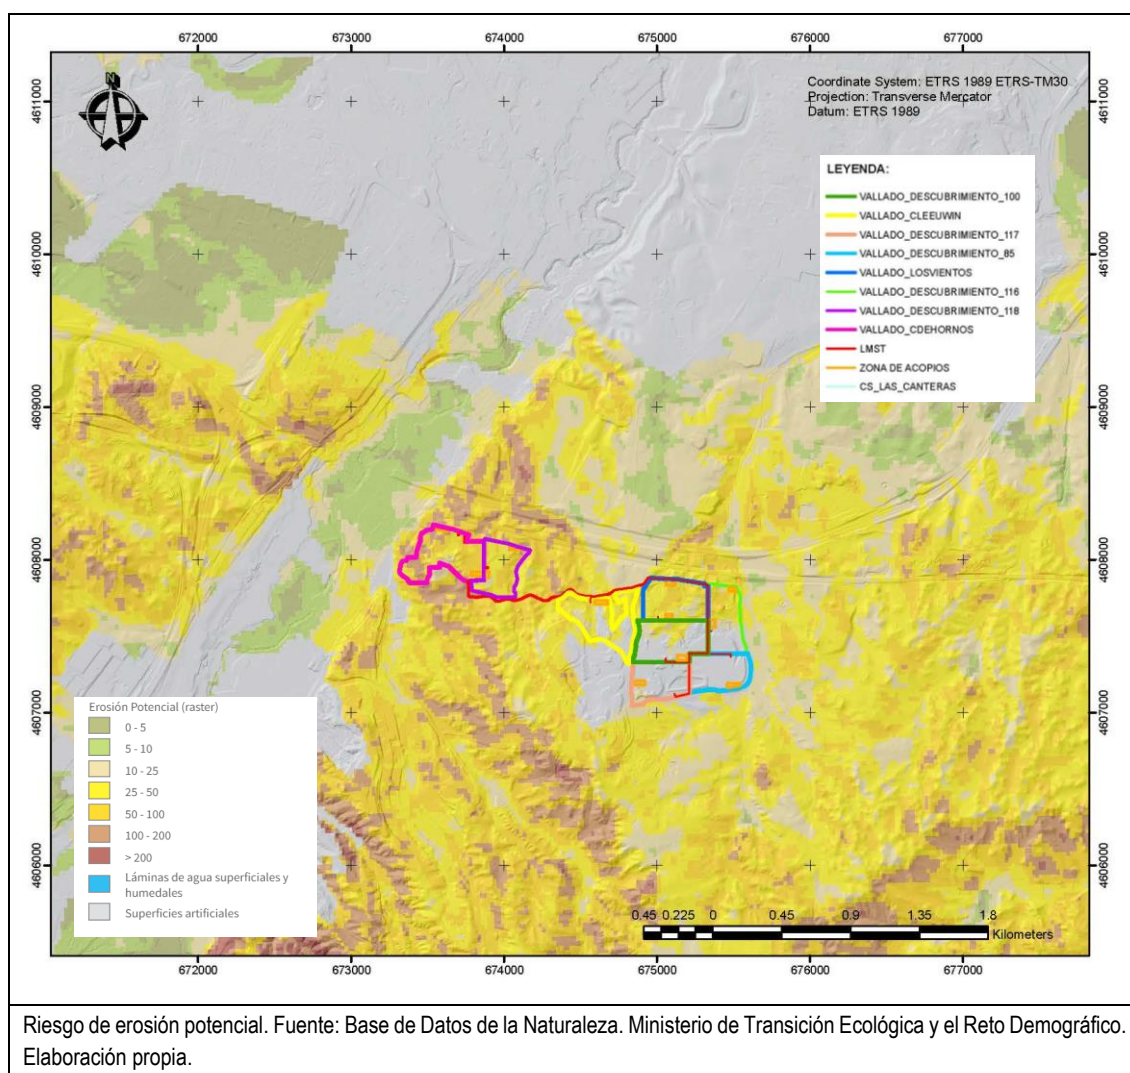 672000 673000 674000 675000 676000 677000
4611000
4610000
4609000
4608000
4607000
4606000
N
Coordinate System: ETRS 1989 ETRS-TM30
Projection: Transverse Mercator
Datum: ETRS 1989
LEYENDA:
VALLADO_DESCUBRIMIENTO_100
VALLADO_CLEEUWIN
VALLADO_DESCUBRIMIENTO_117
VALLADO_DESCUBRIMIENTO_85
VALLADO_LOSVIENTOS
VALLADO_DESCUBRIMIENTO_116
VALLADO_DESCUBRIMIENTO_118
VALLADO_CDEHORNOS
LMST
ZONA DE ACOPIOS
CS_LAS_CANTERAS
4611000
4610000
4609000
4608000
4607000
4606000
Erosión Potencial (raster)
0 - 5
5 - 10
10 - 25
25 - 50
50 - 100
100 - 200
> 200
Láminas de agua superficiales y
humedales
Superficies artificiales
0.45 0.225 0 0.45 0.9 1.35 1.8
Kilometers
672000 673000 674000 675000 676000 677000
Riesgo de erosión potencial. Fuente: Base de Datos de la Naturaleza. Ministerio de Transición Ecológica y el Reto Demográfico.
Elaboración propia.